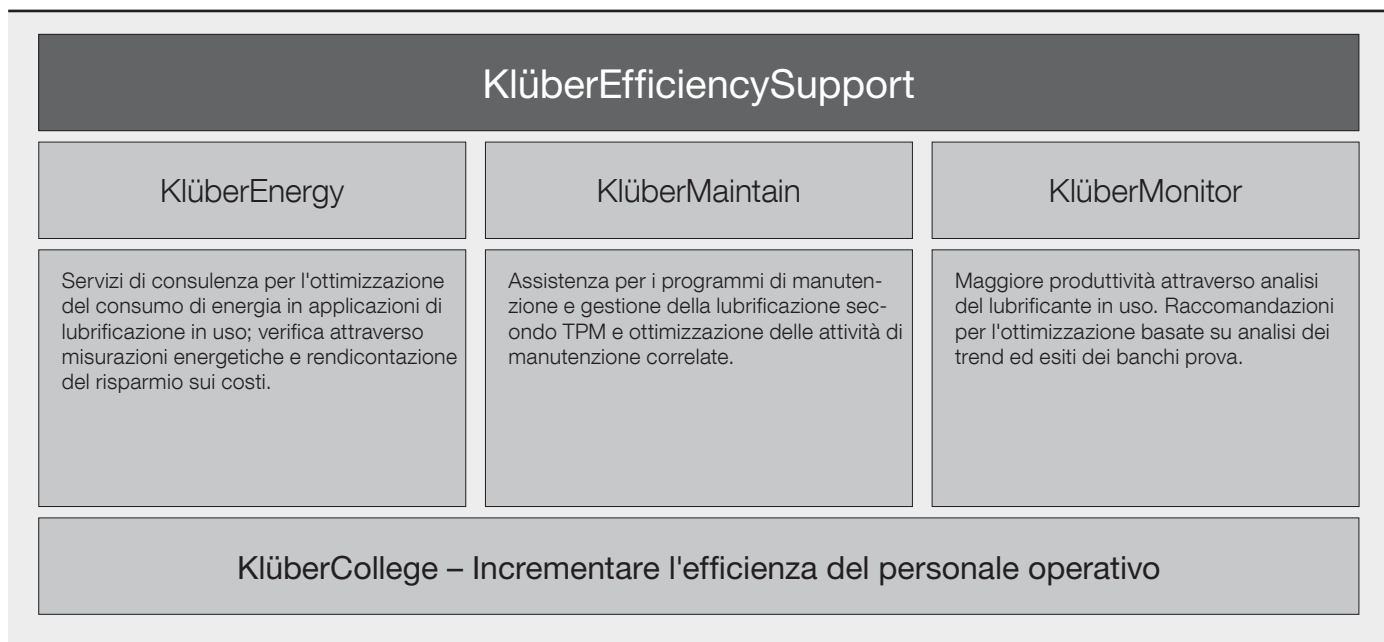 KlüberEfficiencySupport
KlüberEnergy
KlüberMaintain
KlüberMonitor
Servizi di consulenza per l'ottimizzazione
del consumo di energia in applicazioni di
lubrificazione in uso; verifica attraverso
misurazioni energetiche e rendicontazione
del risparmio sui costi.
Assistenza per i programmi di manuten-
zione e gestione della lubrificazione sec-
ondo TPM e ottimizzazione delle attività di
manutenzione correlate.
Maggiore produttività attraverso analisi
del lubrificante in uso. Raccomandazioni
per l'ottimizzazione basate su analisi dei
trend ed esiti dei banchi prova.
KlüberCollege – Incrementare l'efficienza del personale operativo